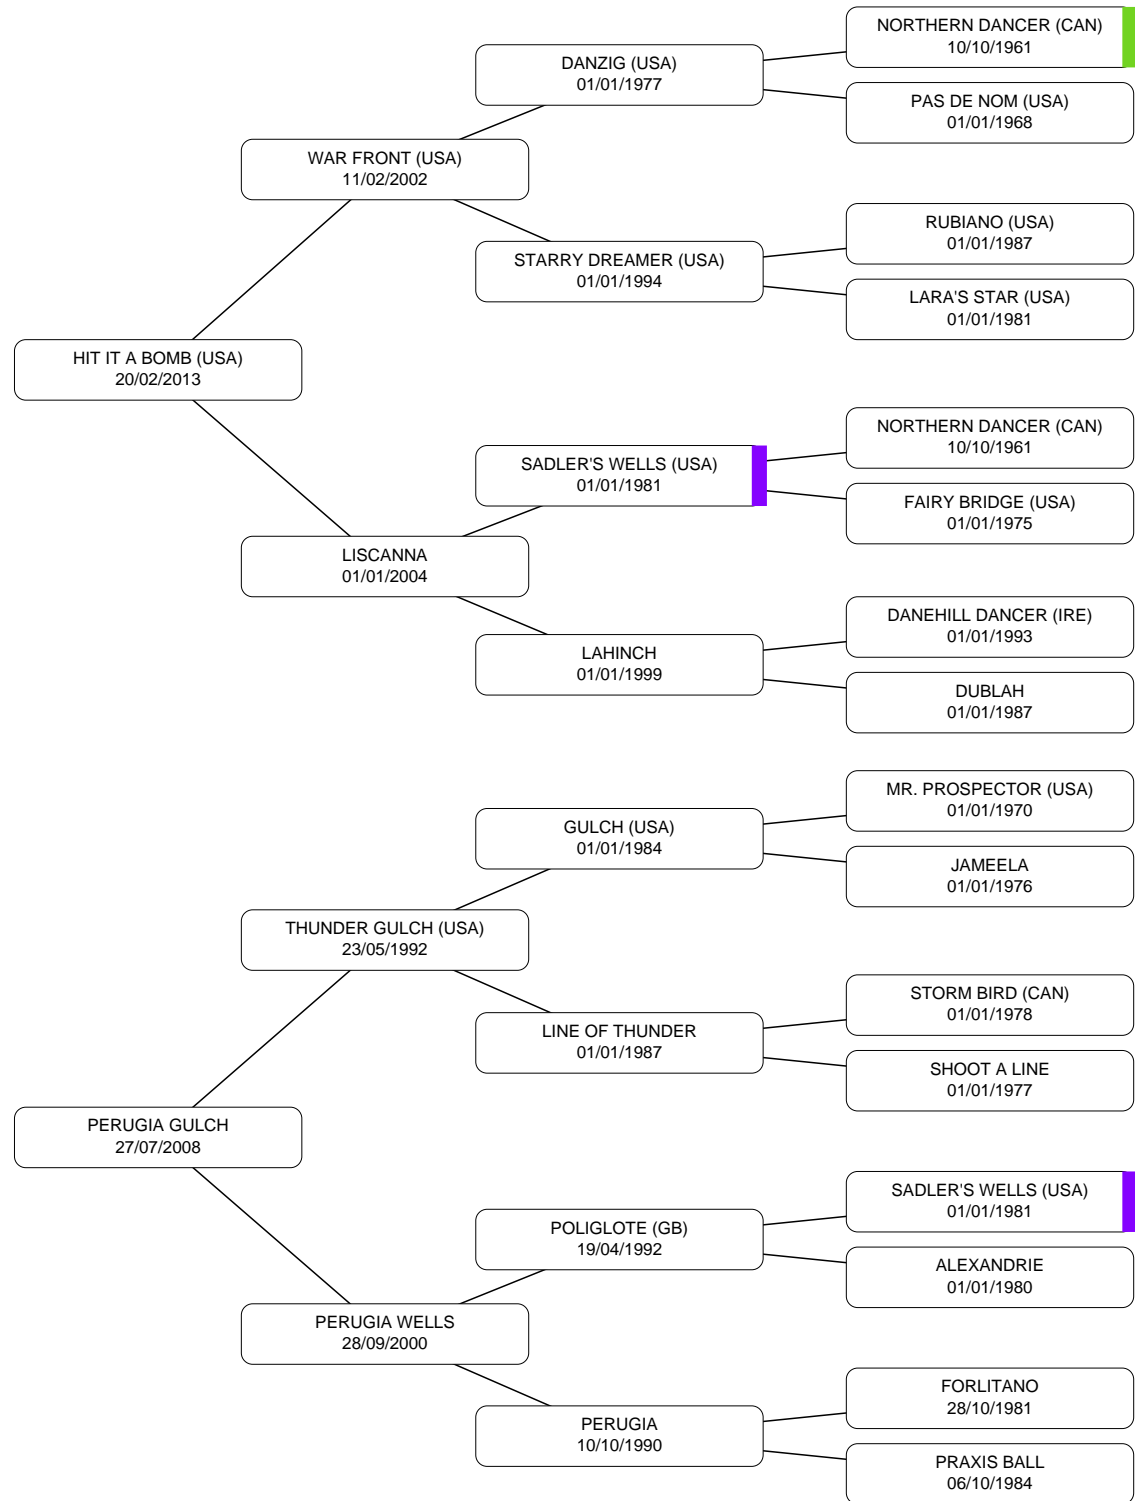 NORTHERN DANCER (CAN)
10/10/1961
DANZIG (USA)
01/01/1977
PAS DE NOM (USA)
01/01/1968
WAR FRONT (USA)
11/02/2002
RUBIANO (USA)
01/01/1987
STARRY DREAMER (USA)
01/01/1994
LARA'S STAR (USA)
01/01/1981
HIT IT A BOMB (USA)
20/02/2013
NORTHERN DANCER (CAN)
10/10/1961
SADLER'S WELLS (USA)
01/01/1981
FAIRY BRIDGE (USA)
01/01/1975
LISCANNA
01/01/2004
DANEHILL DANCER (IRE)
01/01/1993
LAHINCH
01/01/1999
DUBLAH
01/01/1987
MR. PROSPECTOR (USA)
01/01/1970
GULCH (USA)
01/01/1984
JAMEELA
01/01/1976
THUNDER GULCH (USA)
23/05/1992
STORM BIRD (CAN)
01/01/1978
LINE OF THUNDER
01/01/1987
SHOOT A LINE
01/01/1977
PERUGIA GULCH
27/07/2008
SADLER'S WELLS (USA)
01/01/1981
POLIGLOTE (GB)
19/04/1992
ALEXANDRIE
01/01/1980
PERUGIA WELLS
28/09/2000
FORLITANO
28/10/1981
PERUGIA
10/10/1990
PRAXIS BALL
06/10/1984